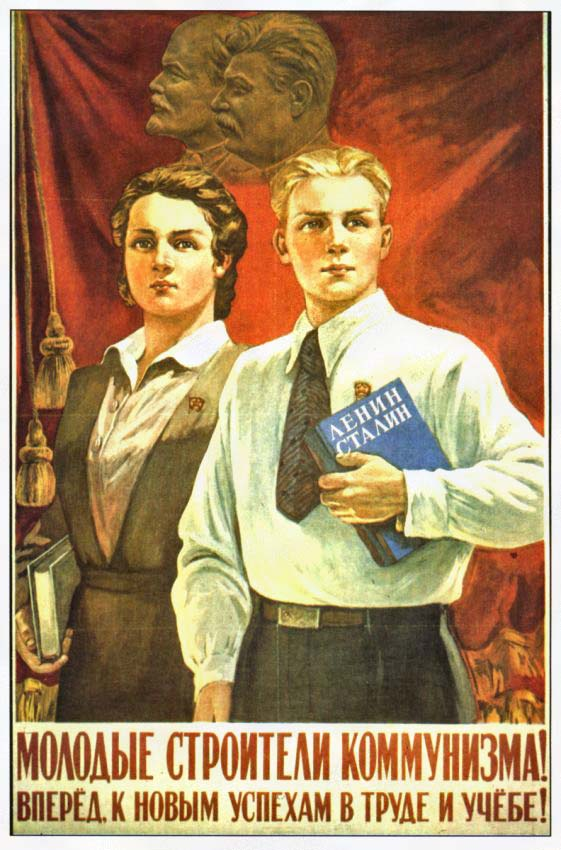 ЛЕНИН
СТАЛИН
МОЛОДЫЕ СТРОИТЕЛИ КОММУНИЗМА!
ВПЕРЁД, К НОВЫМ УСПЕХАМ В ТРУДЕ И УЧЁБЕ!